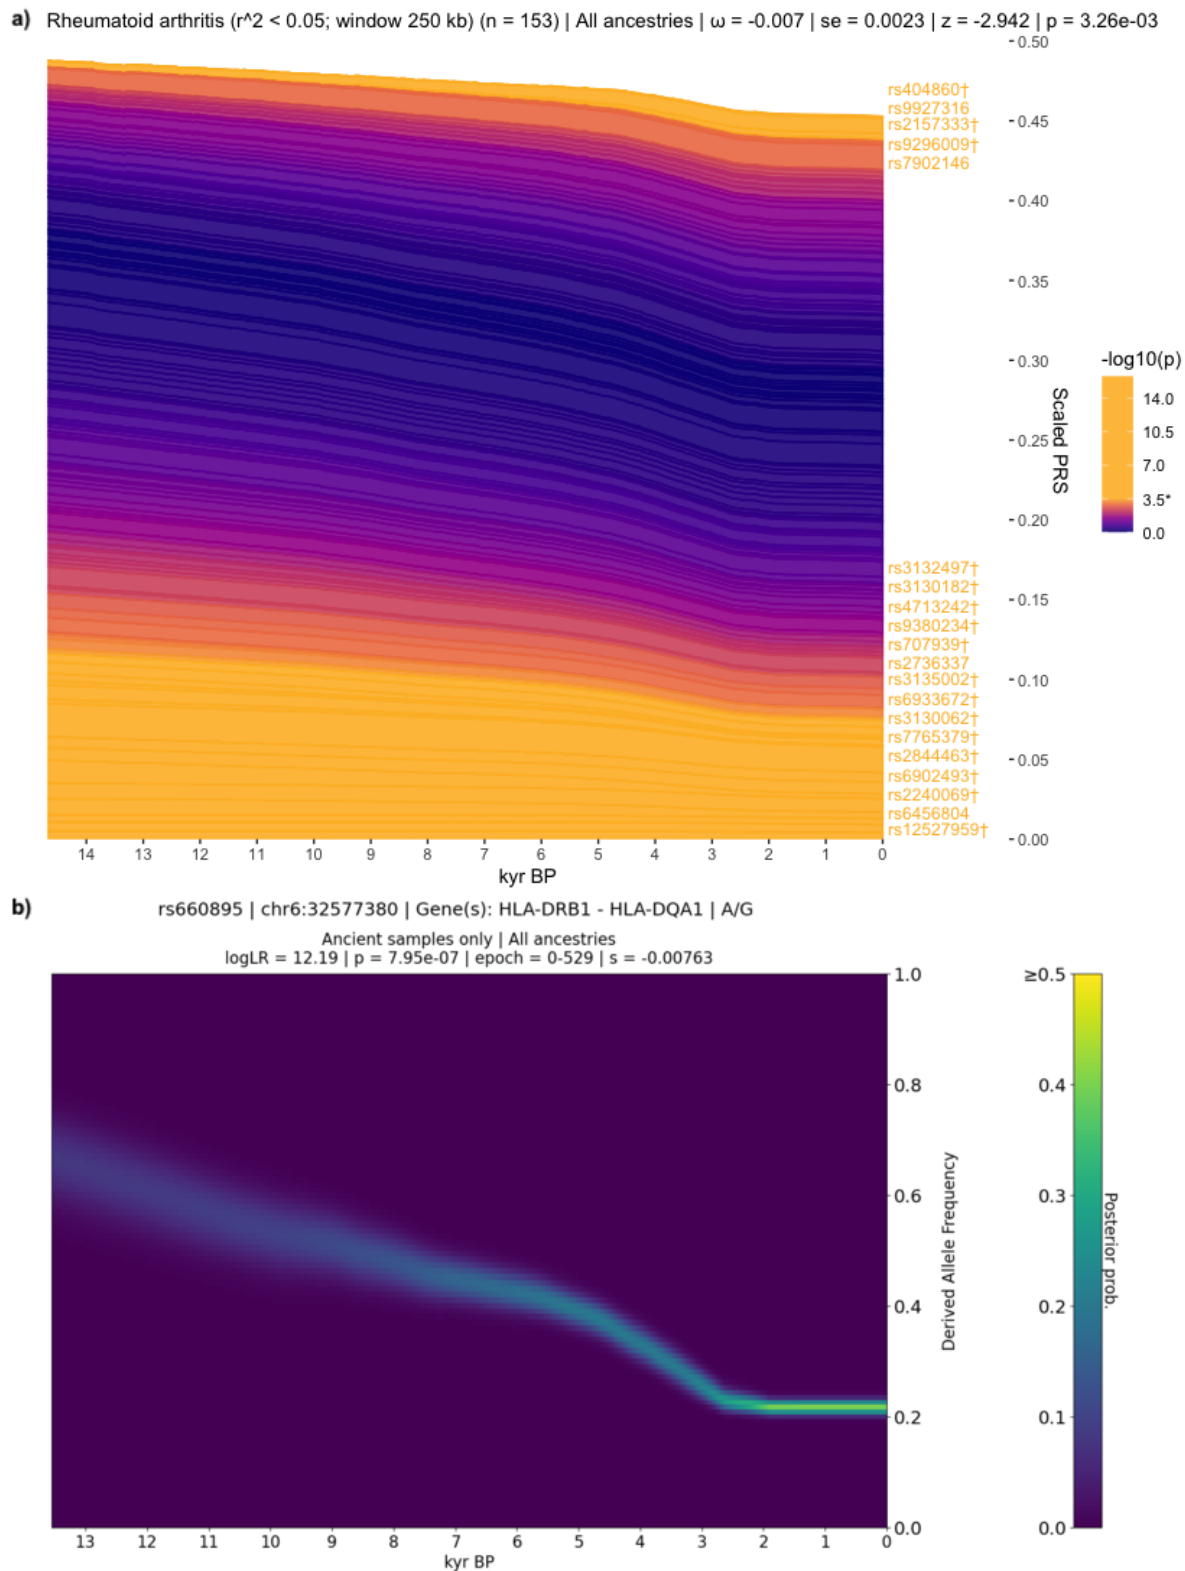 a) Rheumatoid arthritis (r^2 < 0.05; window 250 kb) (n = 153) | All ancestries | ω = -0.007 | se = 0.0023 | z = -2.942 | p = 3.26e-03
0.50
rs404860†
rs9927316
0.45
rs2157333†
rs9296009†
rs7902146
0.40
0.35
0.30
0.25
0.20
Scaled PRS
-log10(p)
14.0
10.5
7.0
3.5*
0.0
rs3132497†
rs3130182†
0.15
rs4713242†
rs9380234†
rs707939†
rs2736337
0.10
rs3135002†
rs6933672†
rs3130062†
rs7765379†
0.05
rs2844463†
rs6902493†
rs2240069†
rs6456804
rs12527959†
0.00
14 13 12 11 10 9 8 7 6 5 4 3 2 1 0
kyr BP
b) rs660895 | chr6:32577380 | Gene(s): HLA-DRB1 - HLA-DQA1 | A/G
Ancient samples only | All ancestries
logLR = 12.19 | p = 7.95e-07 | epoch = 0-529 | s = -0.00763
1.0
0.8
0.6
0.4
0.2
0.0
Derived Allele Frequency
≥0.5
0.4
0.3
0.2
0.1
0.0
Posterior prob.
13 12 11 10 9 8 7 6 5 4 3 2 1 0
kyr BP